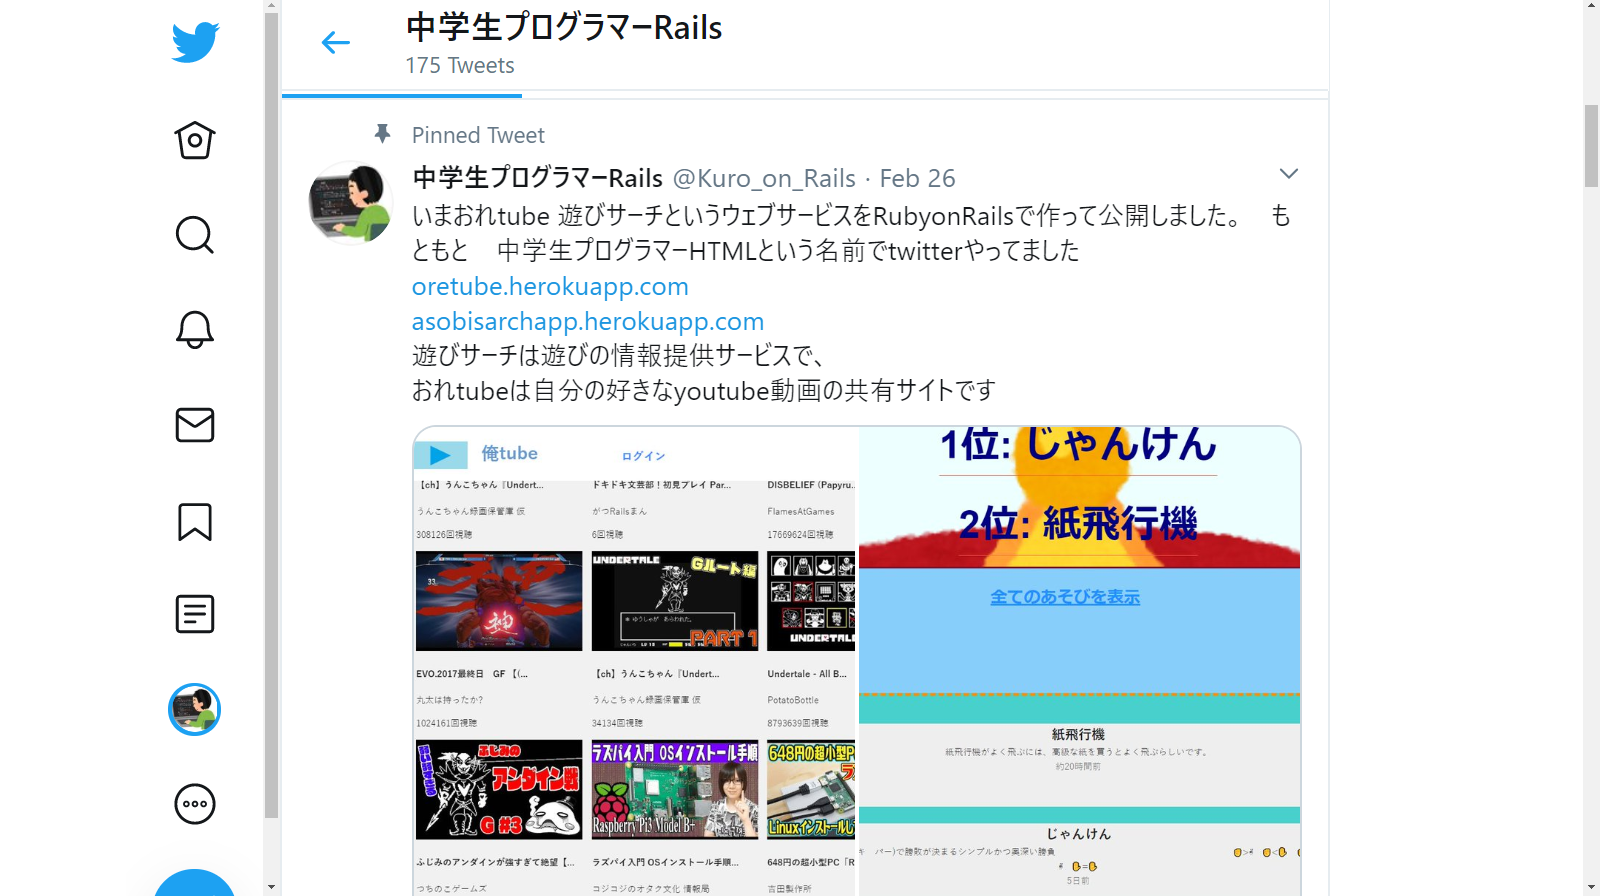 中学生プログラマーRails
175 Tweets
Pinned Tweet
中学生プログラマーRails @Kuro_on_Rails · Feb 26
いまおれtube 遊びサーチというウェブサービスをRubyonRailsで作って公開しました。　も
ともと　中学生プログラマーHTMLという名前でtwitterやってました
oretube.herokuapp.com
asobisarchapp.herokuapp.com
遊びサーチは遊びの情報提供サービスで、
おれtubeは自分の好きなyoutube動画の共有サイトです
俺tube
ログイン
【ch】うんこちゃん『Undert...
ドキドキ文芸部！初見プレイ Par...
DISBELIEF (Papyru..
うんこちゃん録画保管庫 仮
がつRailsまん
FlamesAtGames
308126回視聴
6回視聴
17669624回視聴
33
神
UNDERTALE
Gルート編
ゆうしゃが あらわれた。
PART 1
UNDERTAL
EVO.2017最終日　GF 【(...
【ch】うんこちゃん『Undert...
Undertale - All B...
丸太は持ったか?
うんこちゃん録画保管庫 仮
PotatoBottle
1024161回視聴
34134回視聴
8793639回視聴
ふじみの
アンダイン戦
G #3
ラズパイ入門 OSインストール手順
Raspberry Pi3 Model B+
648円の超小型P
Linuxインストールし
ふじみのアンダインが強すぎて絶望【...
ラズパイ入門 OSインストール手順...
648円の超小型PC「R
つちのこゲームズ
コジコジのオタク文化 情報局
吉田製作所
1位: じゃんけん
2位: 紙飛行機
全てのあそびを表示
紙飛行機
紙飛行機がよく飛ぶには、高級な紙を買うとよく飛ぶらしいです。
約20時間前
じゃんけん
キ　パー)で勝敗が決まるシンプルかつ奥深い勝負
5日前